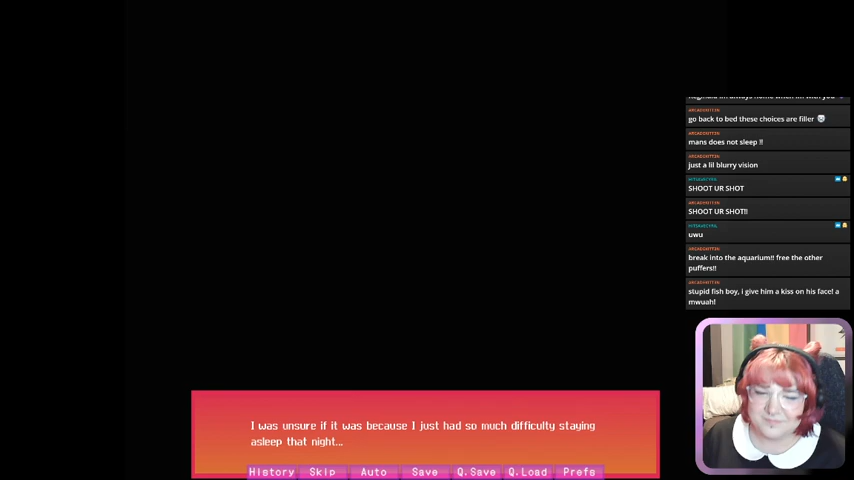 go back to bed these choices are filler
ARCADEKITTEN
mans does not sleep !!
just a lil blurry vision
SHOOT UR SHOT
SHOOT UR SHOT!!
uwu
break into the aquarium!! free the other
puffers!!
stupid fish boy, i give him a kiss on his face! a
mwuah!
I was unsure if it was because I just had so much difficulty staying
asleep that night...
History Skip Auto Save Q.Save Q.Load Prefs